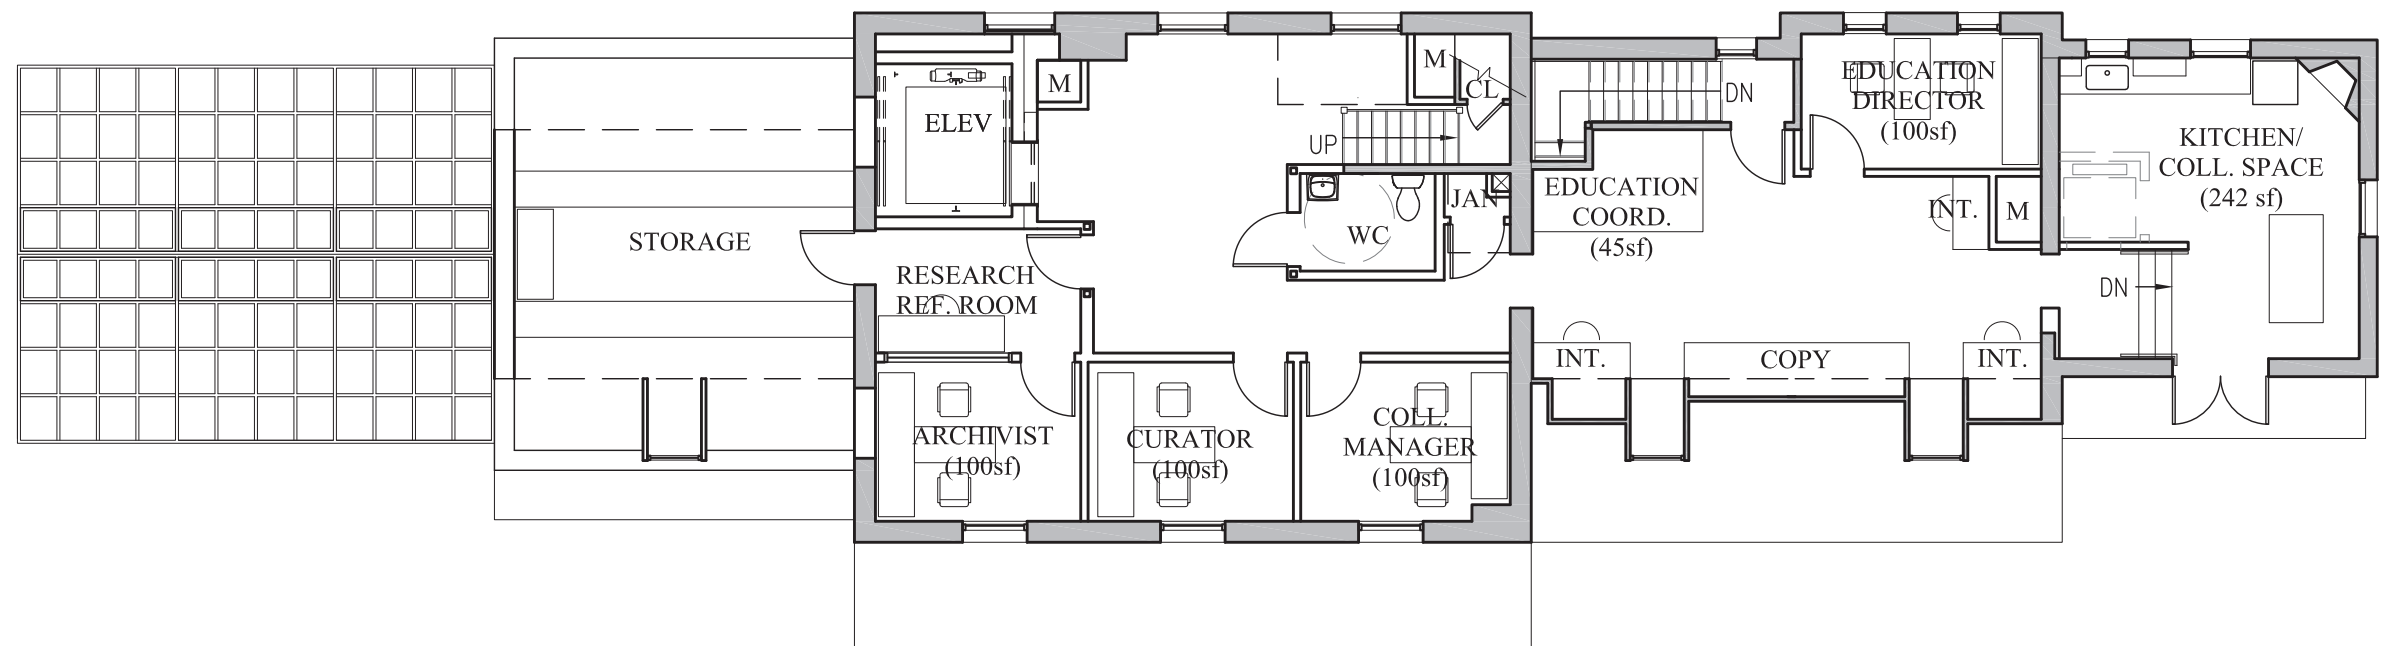 STORAGE
ELEV
M
RESEARCH
REF. ROOM
ARCHIVIST
(100sf)
CURATOR
(100sf)
COLL.
MANAGER
(100sf)
UP
M
CL
WC
JAN
DN
EDUCATION
COORD.
(45sf)
EDUCATION
DIRECTOR
(100sf)
INT.
M
INT.
COPY
INT.
KITCHEN/
COLL. SPACE
(242 sf)
DN